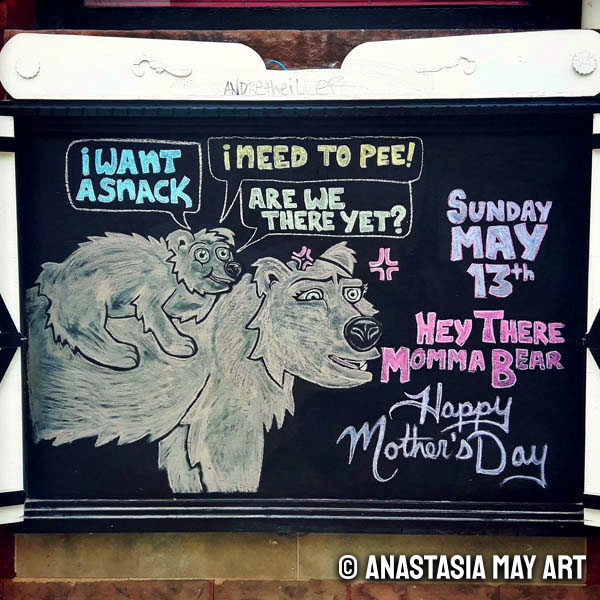 i WANT
A SNACK
i NEED TO PEE!
ARE WE
THERE YET?
SUNDAY
MAY
13th
HEY THERE
MOMMA BEAR
Happy
Mother's Day
© ANASTASIA MAY ART